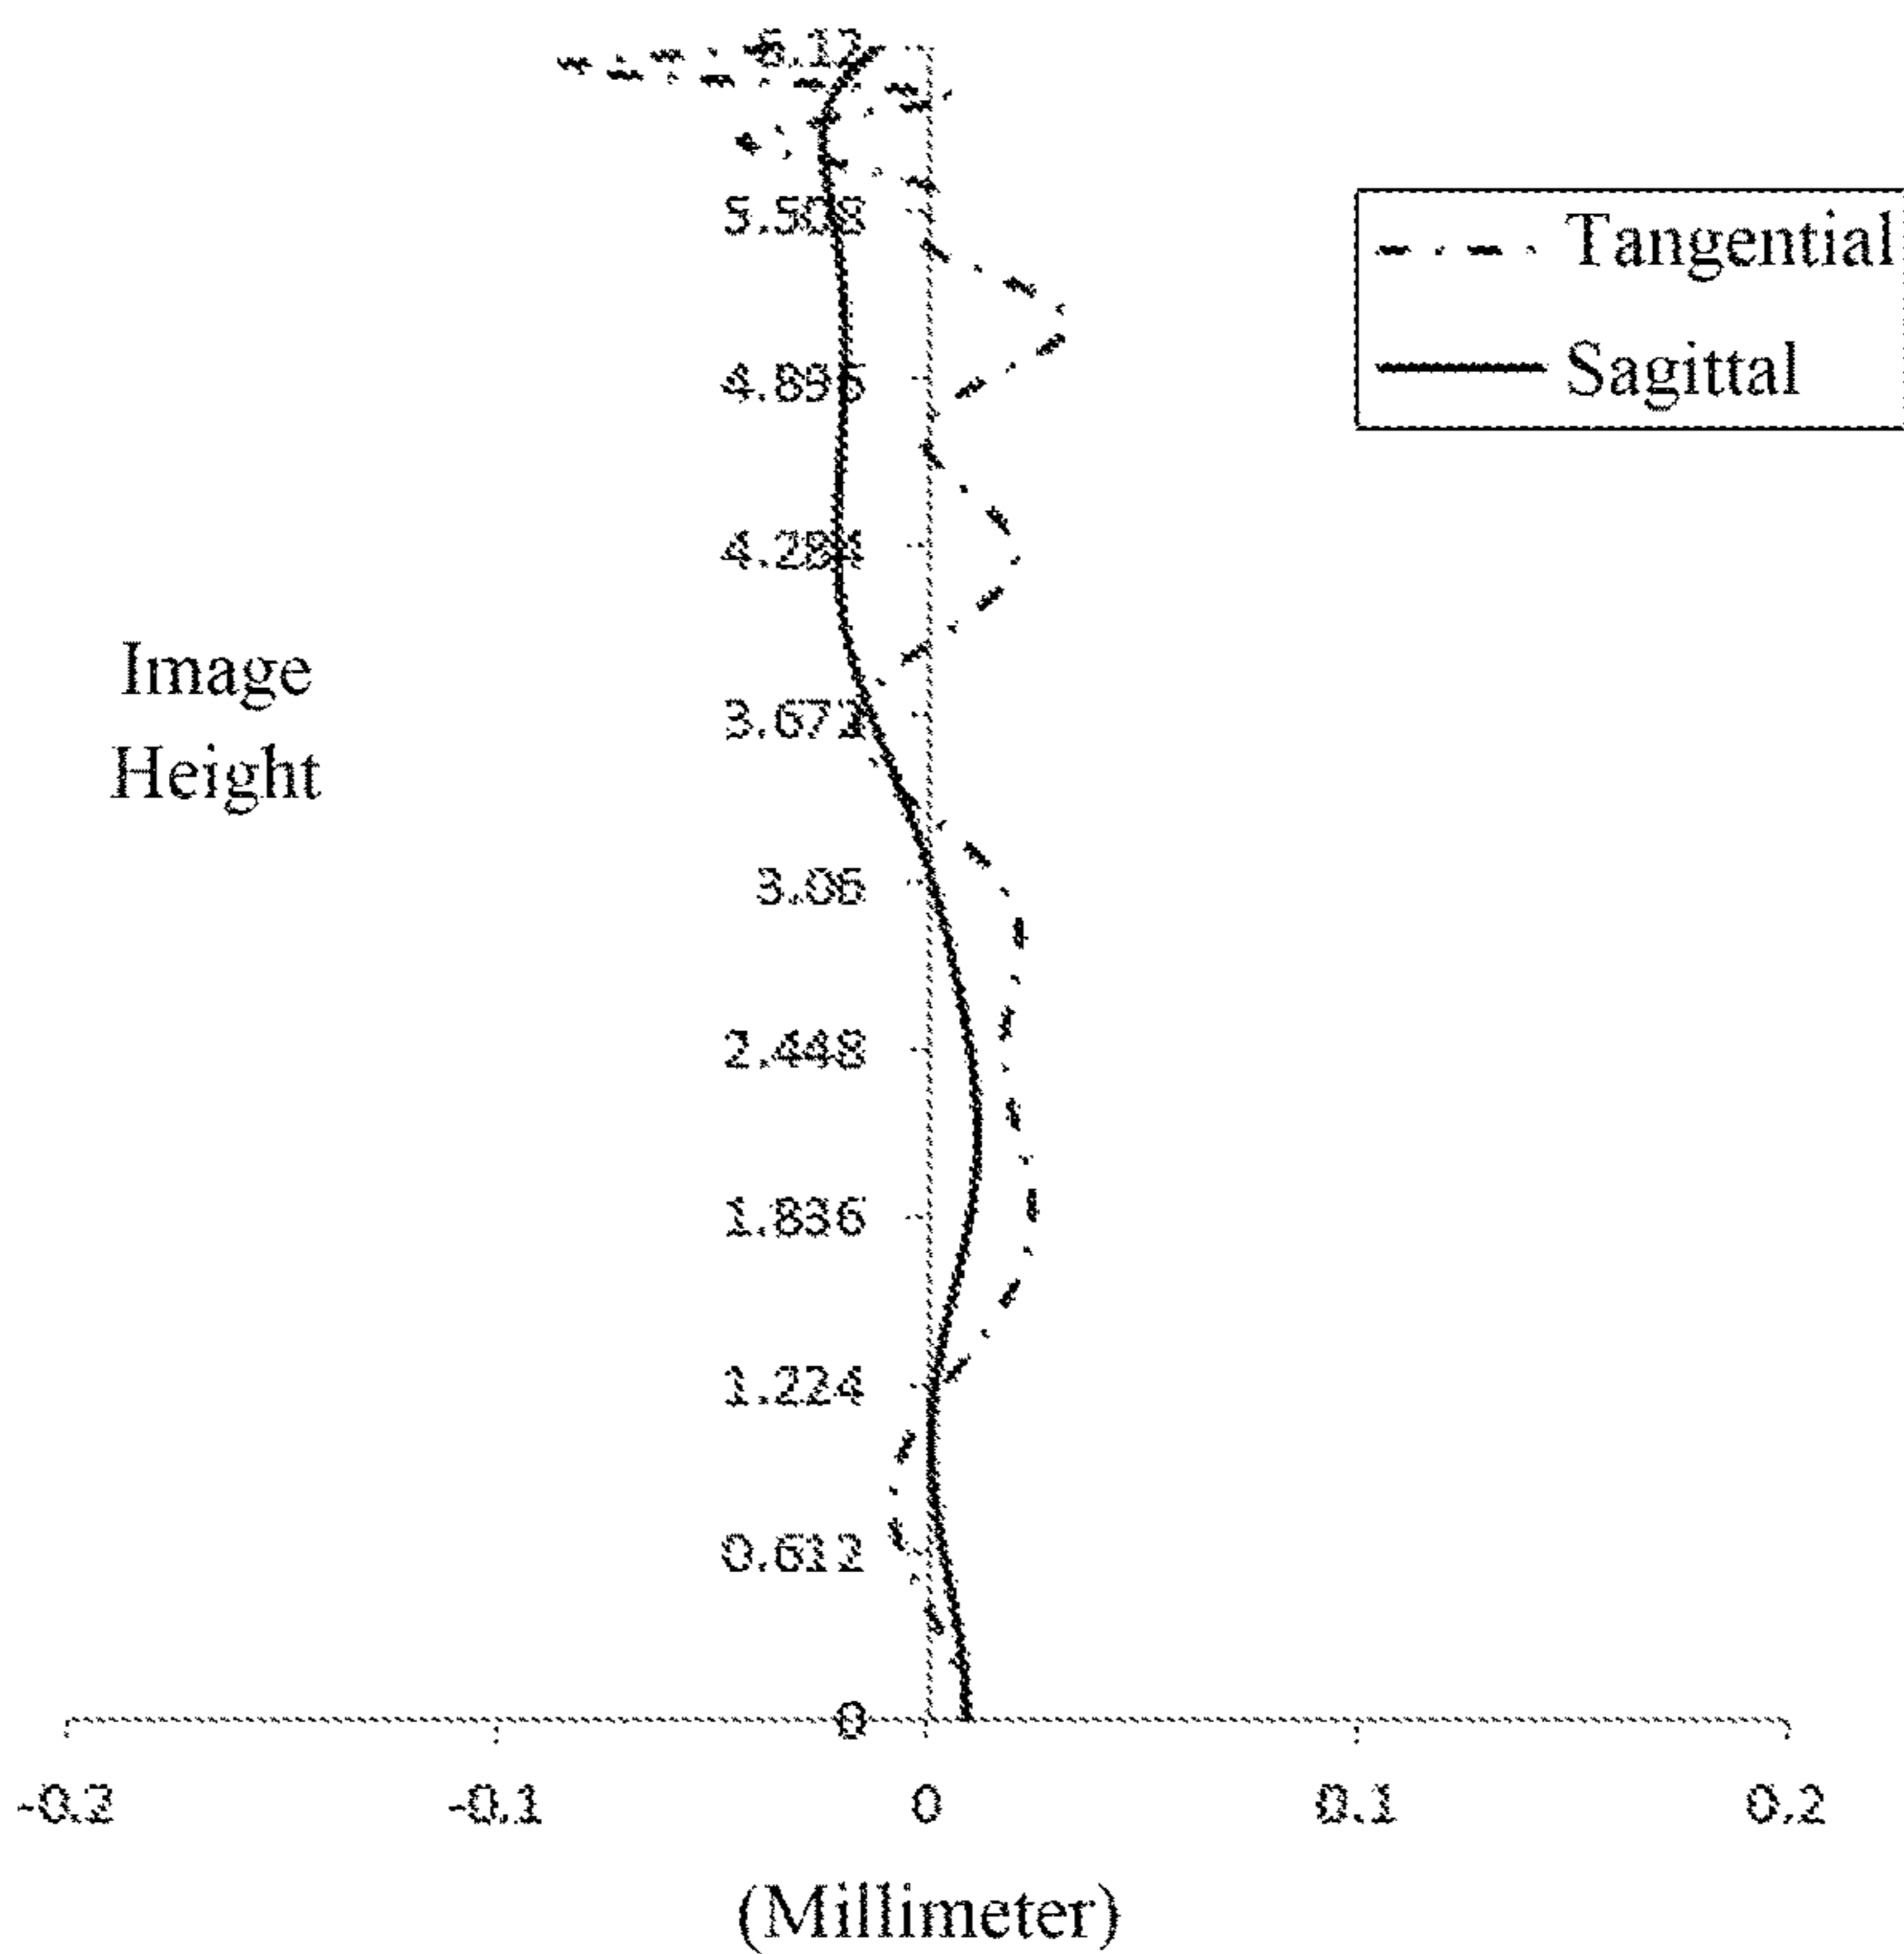 6.12
5.508
Tangential
Sagittal
4.896
4.284
Image
Height
3.672
3.06
2.448
1.836
1.224
0.612
0
-0.2 -0.1 0 0.1 0.2
(Millimeter)